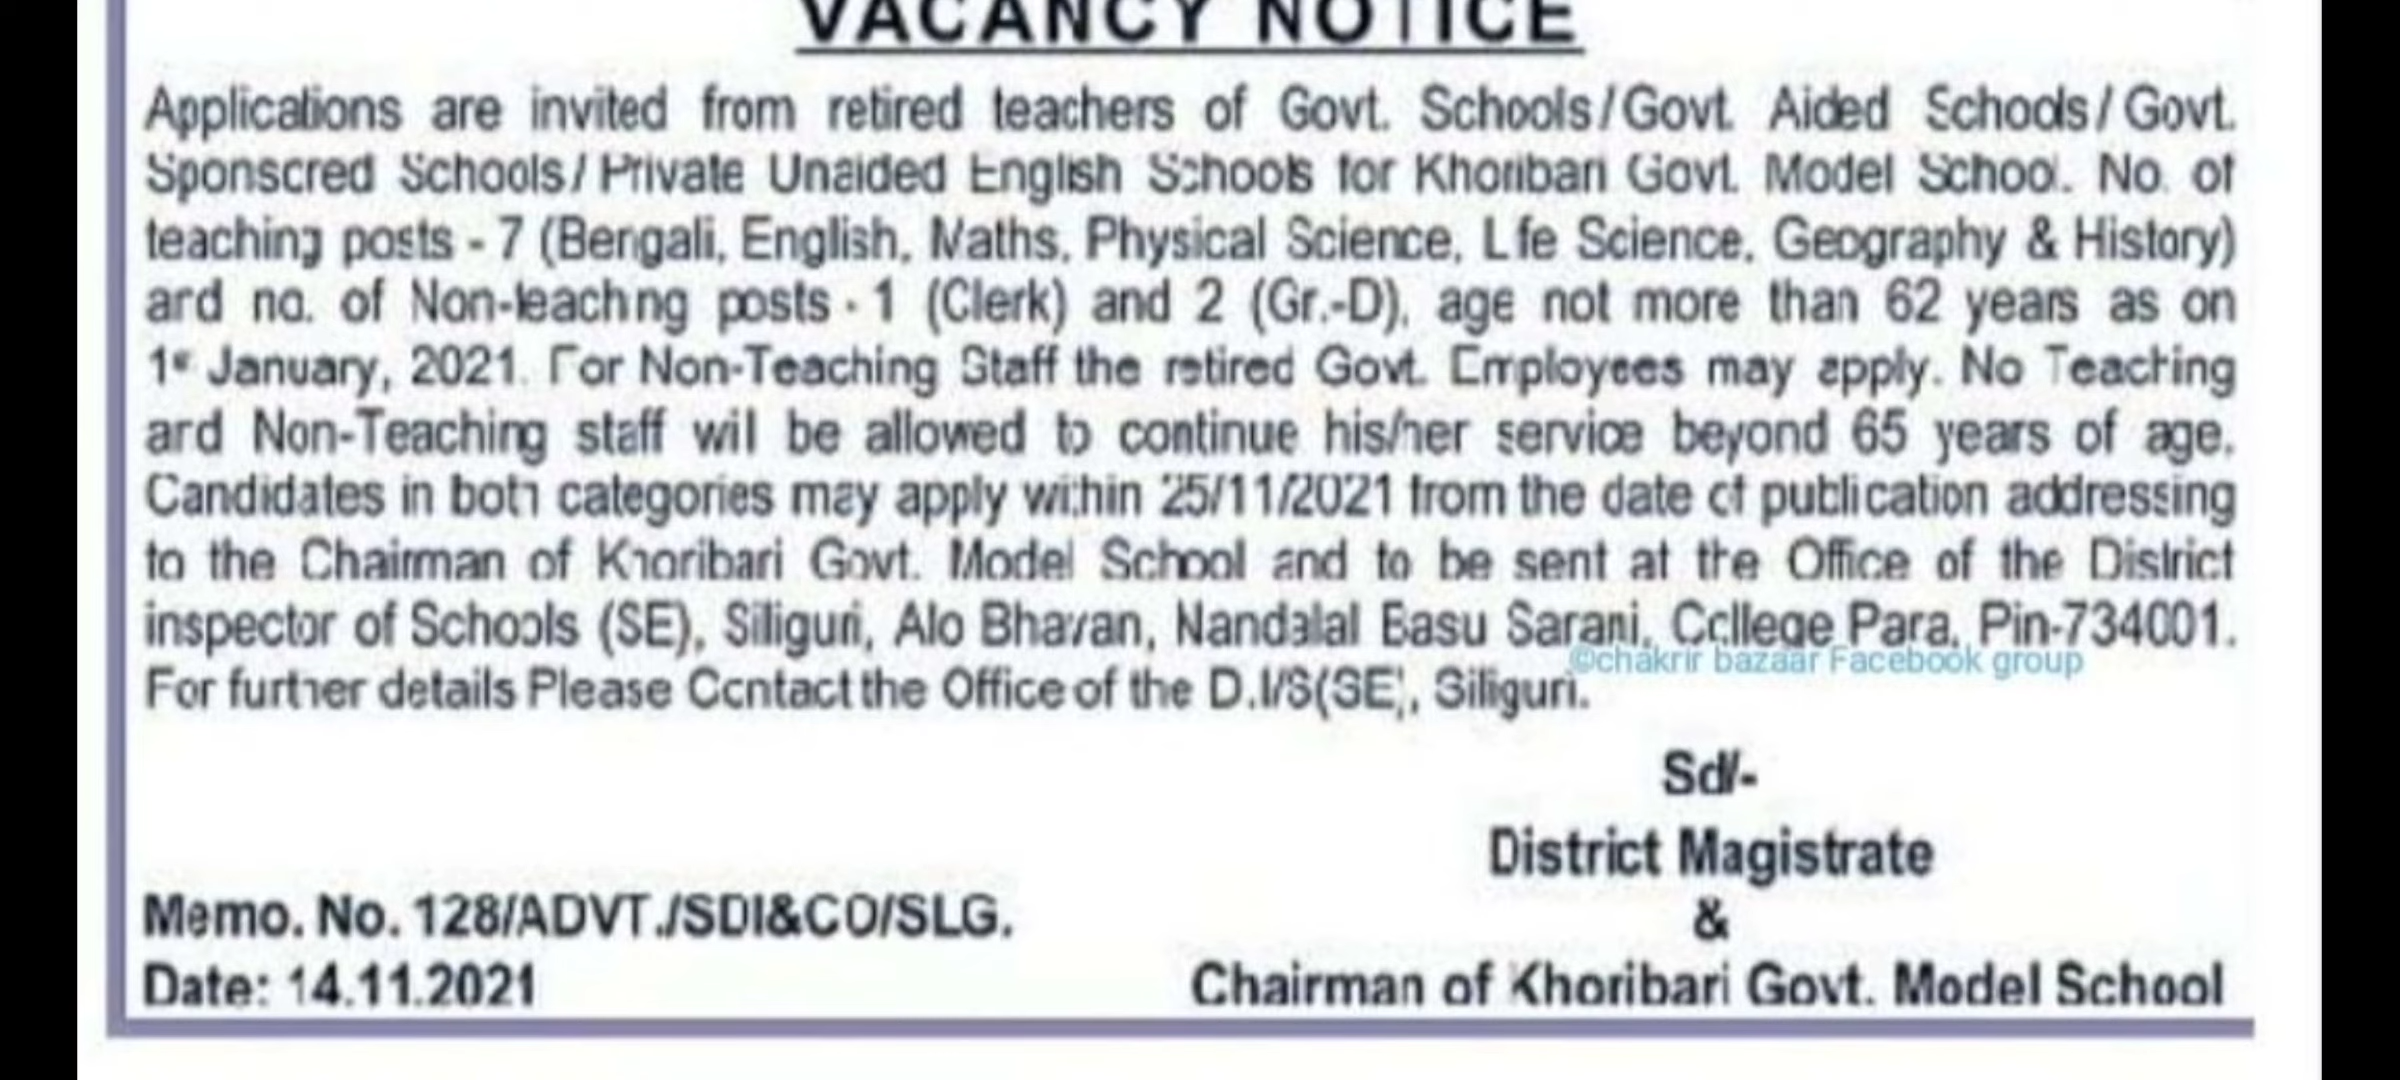 VACANCY NOTICE
Applications are invited from retired teachers of Govt. Schools/Govt. Aided Schools/Govt.
Sponsored Schools/Private Unaided English Schools for Khoribari Govt. Model School. No. of
teaching posts - 7 (Bengali, English, Maths, Physical Science, Life Science, Geography & History)
and no. of Non-teaching posts - 1 (Clerk) and 2 (Gr.-D), age not more than 62 years as on
1st January, 2021. For Non-Teaching Staff the retired Govt. Employees may apply. No Teaching
and Non-Teaching staff will be allowed to continue his/her service beyond 65 years of age.
Candidates in both categories may apply within 25/11/2021 from the date of publication addressing
to the Chairman of Khoribari Govt. Model School and to be sent at the Office of the District
inspector of Schools (SE), Siliguri, Alo Bhavan, Nandalal Basu Sarani, College Para, Pin-734001.
©chakrir bazaar Facebook group
For further details Please Contact the Office of the D.I/S(SE), Siliguri.
Sd/-
District Magistrate
&
Chairman of Khoribari Govt. Model School
Memo. No. 128/ADVT./SDI&CO/SLG.
Date: 14.11.2021